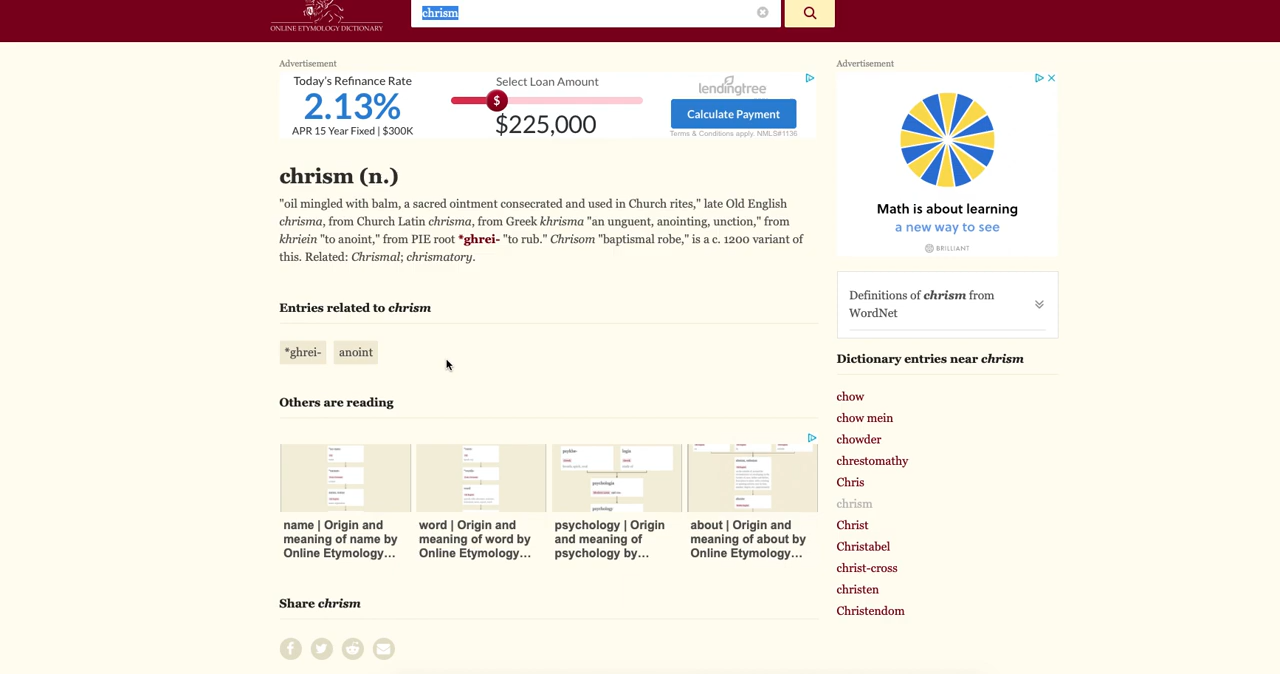 chrism
ONLINE ETYMOLOGY DICTIONARY
Advertisement
Today's Refinance Rate
2.13%
APR 15 Year Fixed | $300K
Select Loan Amount
$
$225,000
lendingtree
Calculate Payment
Terms & Conditions apply. NMLS#1136
chrism (n.)
"oil mingled with balm, a sacred ointment consecrated and used in Church rites," late Old English
chrisma, from Church Latin chrisma, from Greek khrisma "an unguent, anointing, unction," from
khriein "to anoint," from PIE root *ghrei- "to rub." Chrisom "baptismal robe," is a c. 1200 variant of
this. Related: Chrismal; chrismatory.
Entries related to chrism
*ghrei- anoint
Others are reading
name | Origin and
meaning of name by
Online Etymology...
word | Origin and
meaning of word by
Online Etymology...
psychology | Origin
and meaning of
psychology by...
about | Origin and
meaning of about by
Online Etymology...
Share chrism
Advertisement
Math is about learning
a new way to see
BRILLIANT
Definitions of chrism from
WordNet
Dictionary entries near chrism
chow
chow mein
chowder
chrestomathy
Chris
chrism
Christ
Christabel
christ-cross
christen
Christendom